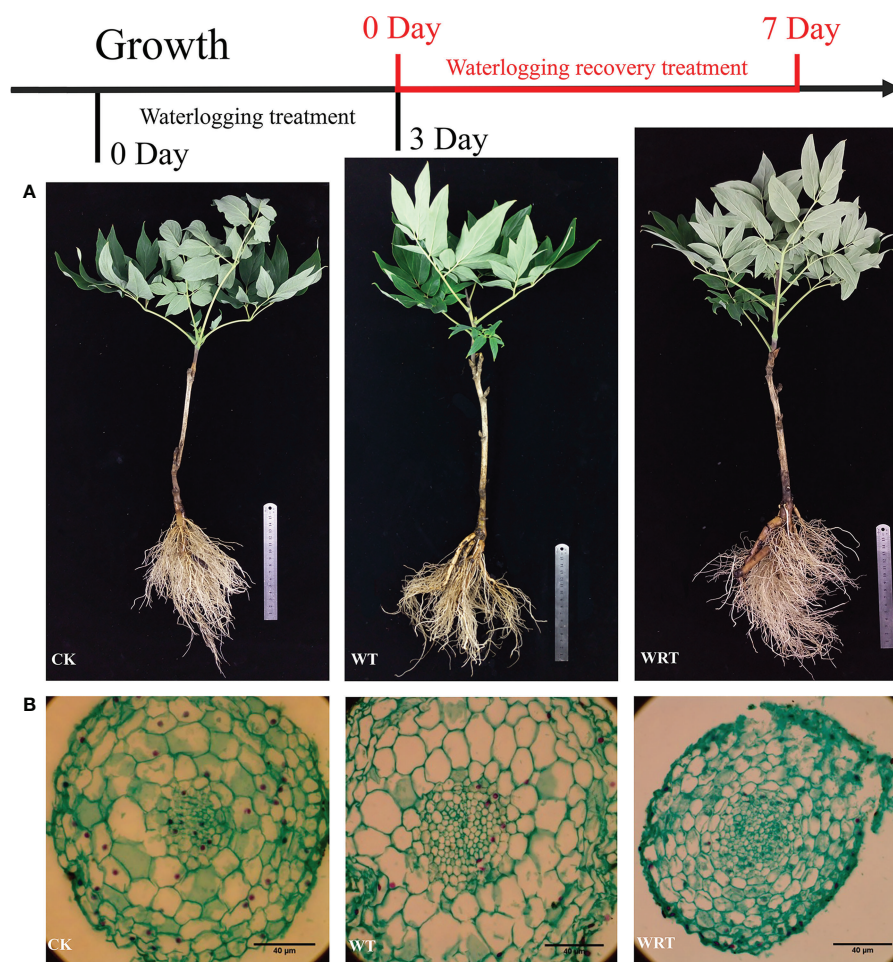 Growth
0 Day
7 Day
Waterlogging recovery treatment
Waterlogging treatment
0 Day
3 Day
A
CK
WT
WRT
B
CK
40 μm
WT
40 μm
WRT
40 μm